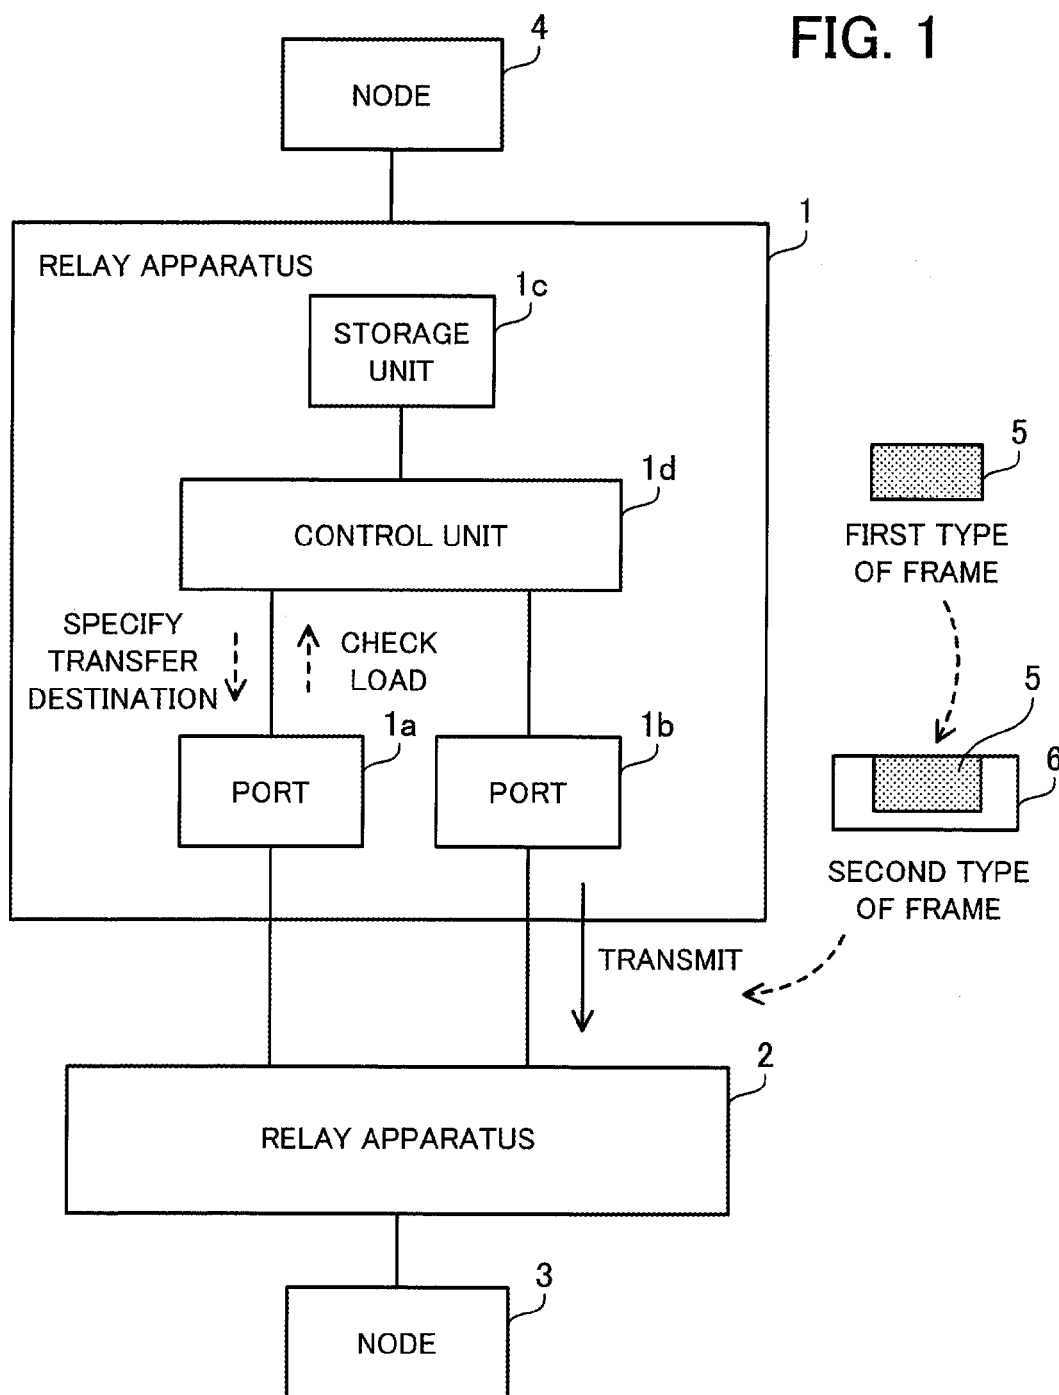 FIG. 1
4
NODE
1
RELAY APPARATUS
1c
STORAGE
UNIT
1d
CONTROL UNIT
5
FIRST TYPE
OF FRAME
SPECIFY
TRANSFER
DESTINATION
CHECK
LOAD
1a
PORT
1b
PORT
5
6
SECOND TYPE
OF FRAME
TRANSMIT
2
RELAY APPARATUS
3
NODE